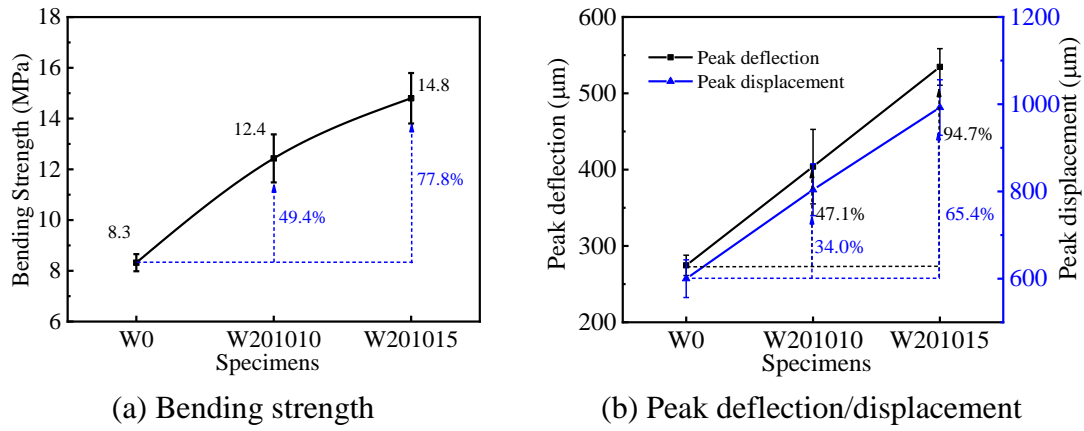 18
16
14
12
10
8
6
Bending Strength (MPa)
8.3
12.4
14.8
49.4%
77.8%
W0
W201010
W201015
Specimens
(a) Bending strength
600
500
400
300
200
Peak deflection (μm)
Peak deflection
Peak displacement
47.1%
34.0%
94.7%
65.4%
1200
1000
800
600
Peak displacement (μm)
W0
W201010
W201015
Specimens
(b) Peak deflection/displacement